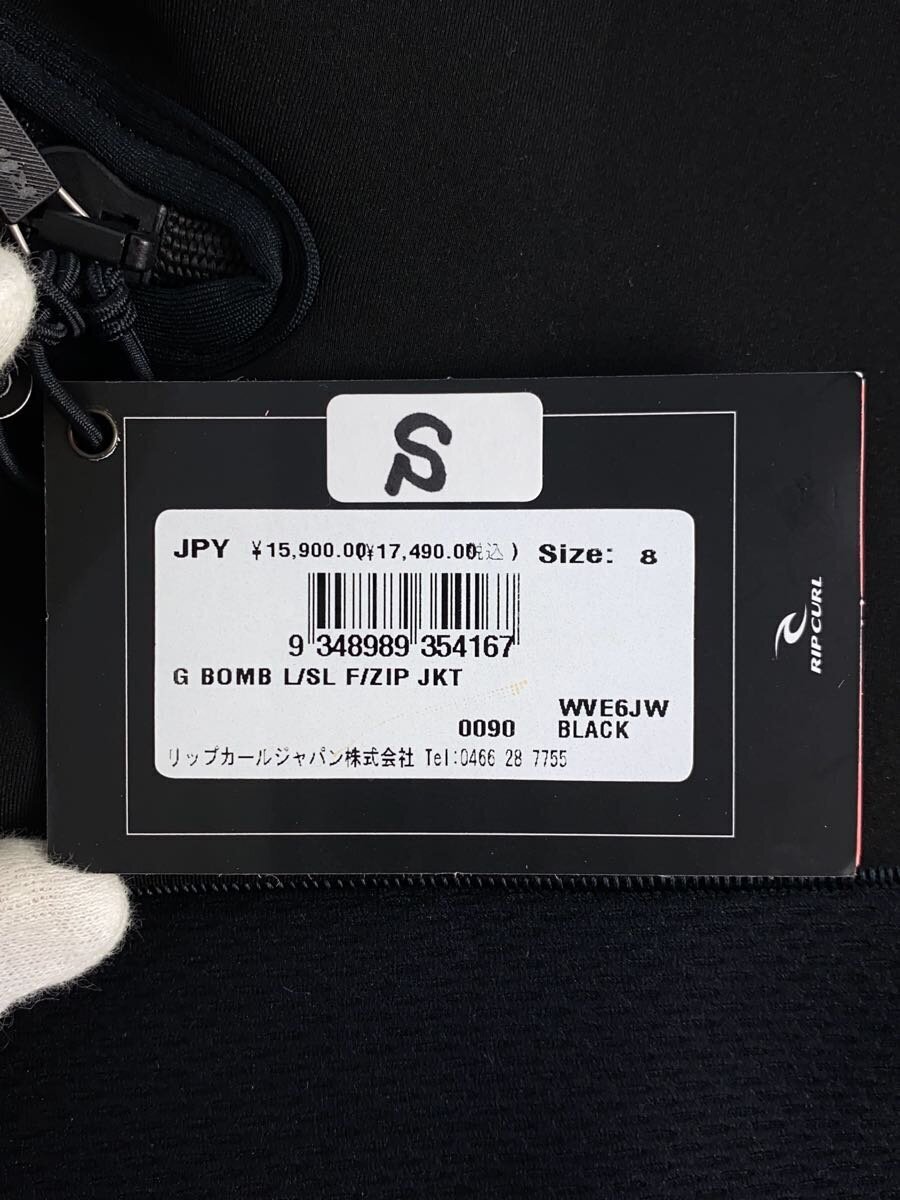 S
JPY ¥15,900.00(¥17,490.00税込) Size: 8
9 348989 354167
G BOMB L/SL F/ZIP JKT
WVE6JW
0090 BLACK
リップカールジャパン株式会社 Tel:0466 28 7755
RIP CURL